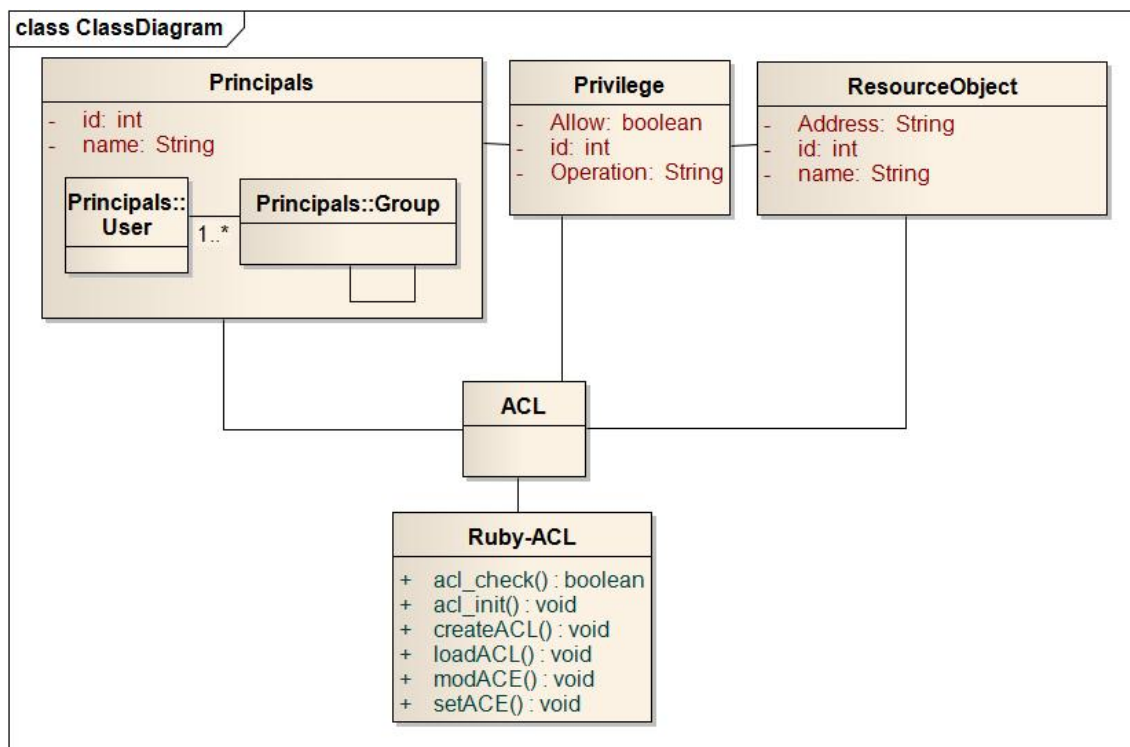 class ClassDiagram
Principals
- id: int
- name: String
Principals::
User
1..*
Principals::Group
Privilege
- Allow: boolean
- id: int
- Operation: String
ResourceObject
- Address: String
- id: int
- name: String
ACL
Ruby-ACL
+ acl_check() : boolean
+ acl_init() : void
+ createACL() : void
+ loadACL() : void
+ modACE() : void
+ setACE() : void